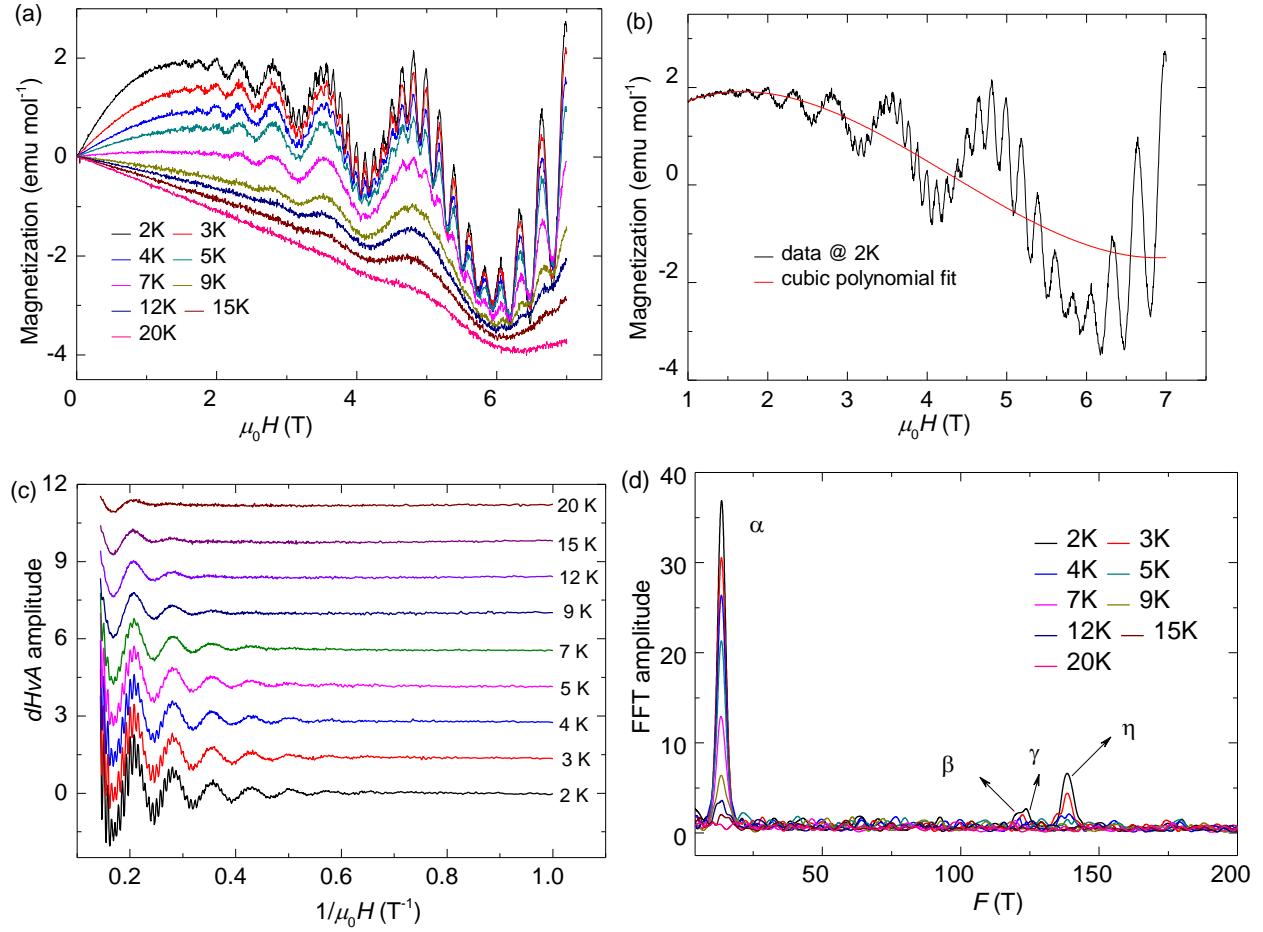 (a)
Magnetization (emu mol⁻¹)
2
0
-2
-4
0 2 4 6
μ₀H (T)
2K 3K
4K 5K
7K 9K
12K 15K
20K
(b)
Magnetization (emu mol⁻¹)
4
2
0
-2
-4
1 2 3 4 5 6 7
μ₀H (T)
data @ 2K
cubic polynomial fit
(c)
dHvA amplitude
12
9
6
3
0
0.2 0.4 0.6 0.8 1.0
1/μ₀H (T⁻¹)
20 K
15 K
12 K
9 K
7 K
5 K
4 K
3 K
2 K
(d)
FFT amplitude
40
30
20
10
0
50 100 150 200
F (T)
α
β
γ
η
2K 3K
4K 5K
7K 9K
12K 15K
20K